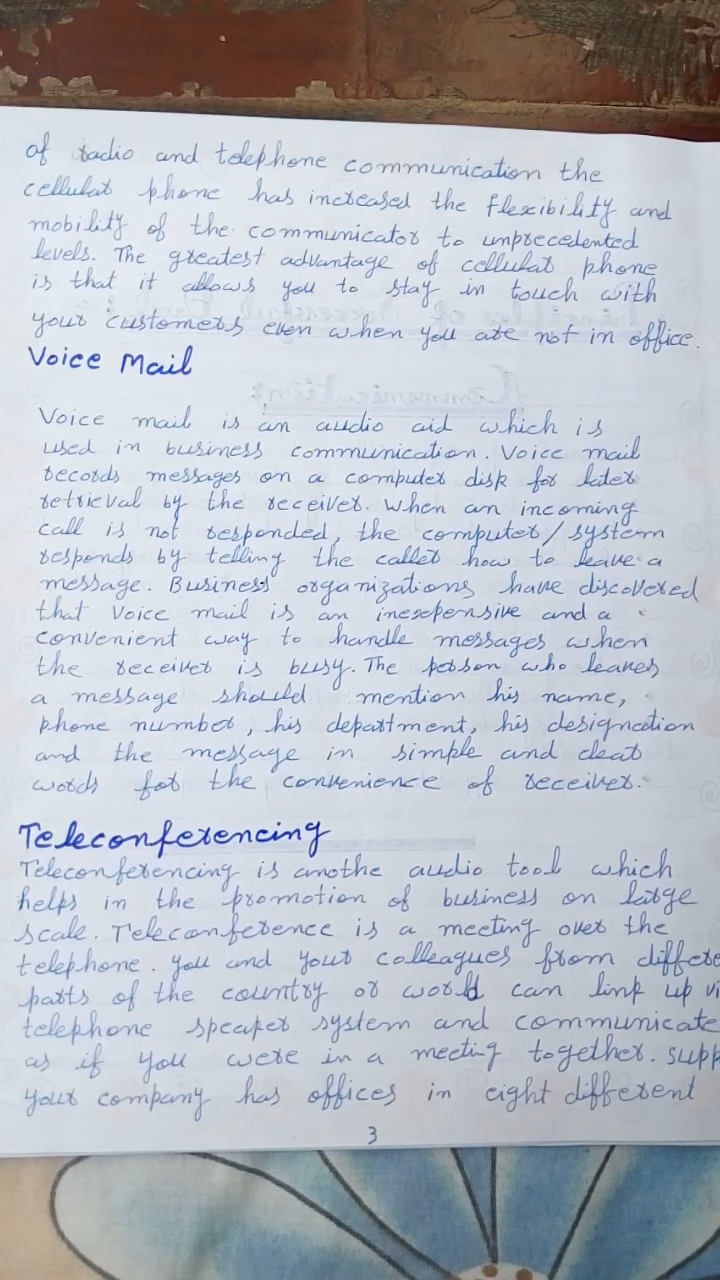 of radio and telephone communication the
cellular phone has increased the flexibility and
mobility of the communicator to unprecedented
levels. The greatest advantage of cellular phone
is that it allows you to stay in touch with
your customers even when you are not in office.
Voice Mail
Voice mail is an audio aid which is
used in business communication. Voice mail
records messages on a computer disk for later
retrieval by the receiver. When an incoming
call is not responded, the computer/system
responds by telling the caller how to leave a
message. Business organizations have discovered
that Voice mail is an inexpensive and a
convenient way to handle messages when
the receiver is busy. The person who leaves
a message should mention his name,
phone number, his department, his designation
and the message in simple and clear
words for the convenience of receiver.
Teleconferencing
Teleconferencing is anothe audio tool which
helps in the promotion of business on large
scale. Teleconference is a meeting over the
telephone. you and your colleagues from differe
parts of the country or world can link up vi
telephone speaper system and communicate
as if you were in a meeting together. supp
your company has offices in eight different
3